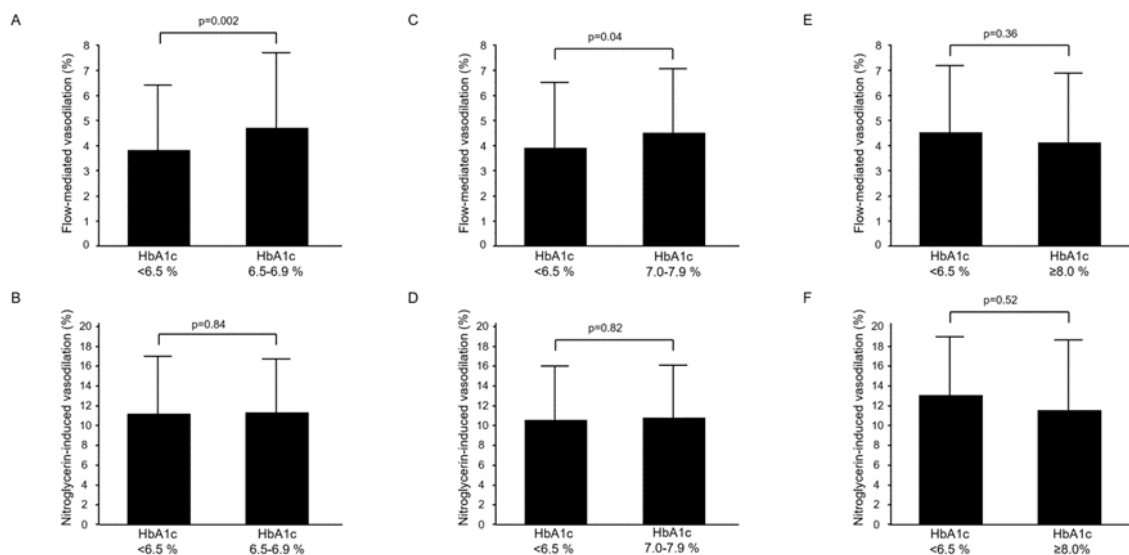 A
p=0.002
Flow-mediated vasodilation (%)
8
7
6
5
4
3
2
1
0
HbA1c HbA1c
<6.5 % 6.5-6.9 %
C
p=0.04
Flow-mediated vasodilation (%)
8
7
6
5
4
3
2
1
0
HbA1c HbA1c
<6.5 % 7.0-7.9 %
E
p=0.36
Flow-mediated vasodilation (%)
8
7
6
5
4
3
2
1
0
HbA1c HbA1c
<6.5 % ≥8.0 %
B
p=0.84
Nitroglycerin-induced vasodilation (%)
20
18
16
14
12
10
8
6
4
2
0
HbA1c HbA1c
<6.5 % 6.5-6.9 %
D
p=0.82
Nitroglycerin-induced vasodilation (%)
20
18
16
14
12
10
8
6
4
2
0
HbA1c HbA1c
<6.5 % 7.0-7.9 %
F
p=0.52
Nitroglycerin-induced vasodilation (%)
20
18
16
14
12
10
8
6
4
2
0
HbA1c HbA1c
<6.5 % ≥8.0%